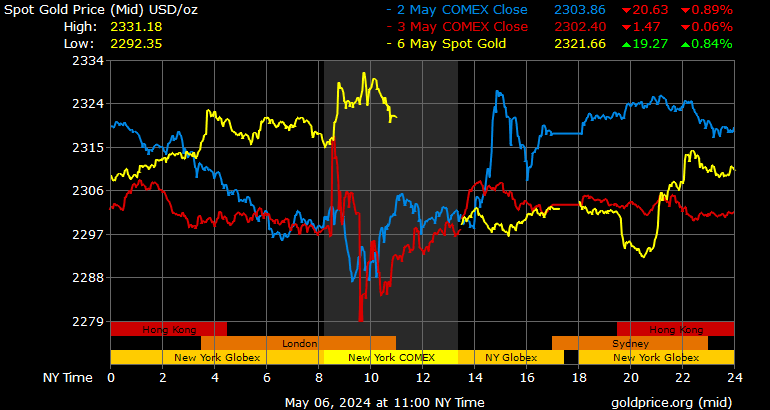 Spot Gold Price (Mid) USD/oz - 2 May COMEX Close 2303.86 ▼20.63 ▼0.89%
High: 2331.18 - 3 May COMEX Close 2302.40 ▼1.47 ▼0.06%
Low: 2292.35 - 6 May Spot Gold 2321.66 ▲19.27 ▲0.84%
2334
2324
2315
2306
2297
2288
2279
Hong Kong Hong Kong
London Sydney
New York Globex New York COMEX NY Globex New York Globex
NY Time 0 2 4 6 8 10 12 14 16 18 20 22 24
May 06, 2024 at 11:00 NY Time goldprice.org (mid)